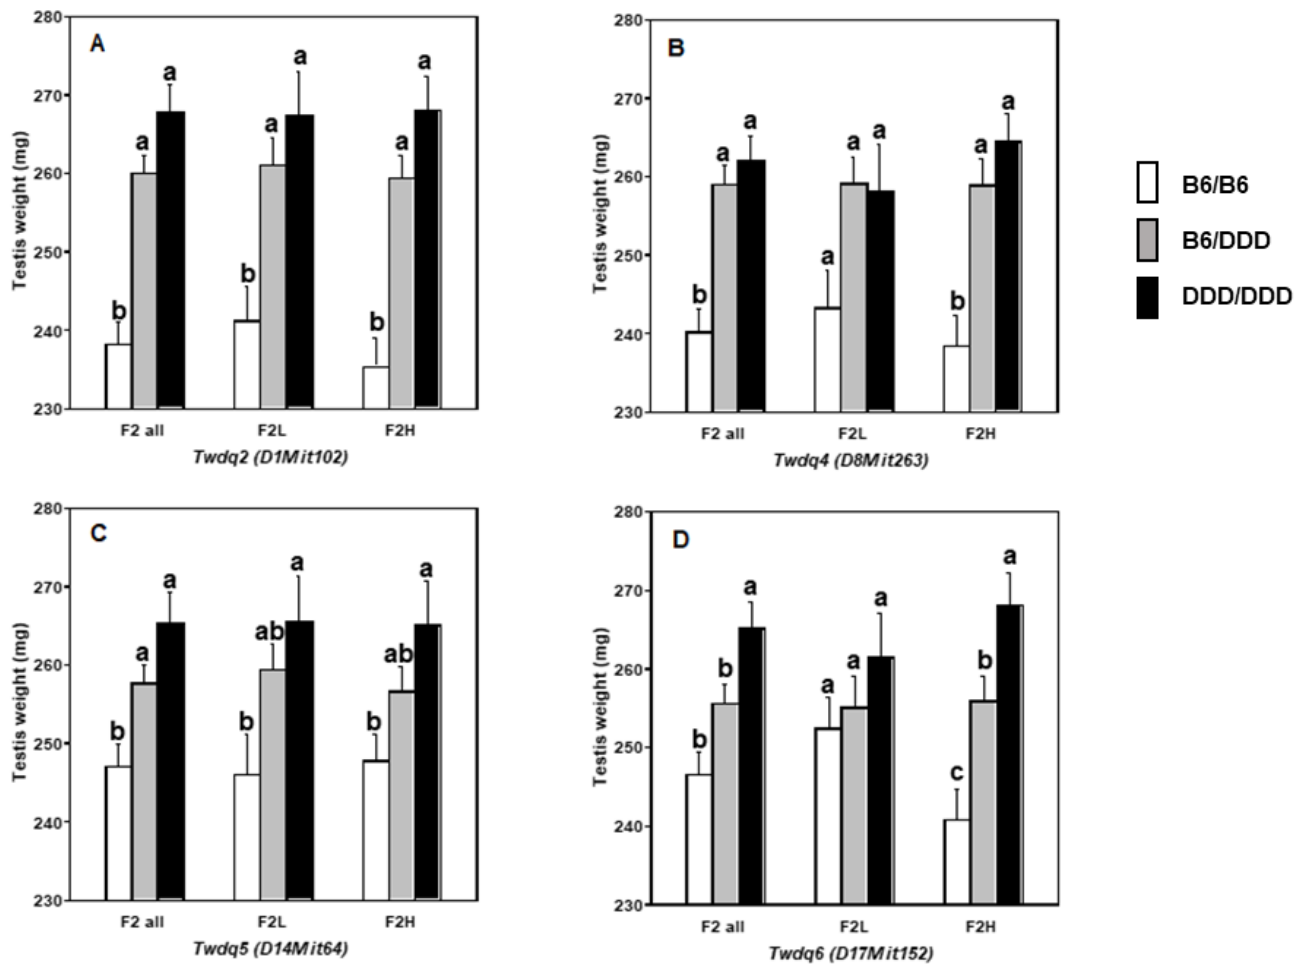 A
Testis weight (mg)
280
270
260
250
240
230
b a a
b a a
b a a
F2 all F2L F2H
Twdq2 (D1Mit102)
B
Testis weight (mg)
280
270
260
250
240
230
b a a
a a a
b a a
F2 all F2L F2H
Twdq4 (D8Mit263)
B6/B6
B6/DDD
DDD/DDD
C
Testis weight (mg)
280
270
260
250
240
230
b a a
b ab a
b ab a
F2 all F2L F2H
Twdq5 (D14Mit64)
D
Testis weight (mg)
280
270
260
250
240
230
b b a
a a a
c b a
F2 all F2L F2H
Twdq6 (D17Mit152)